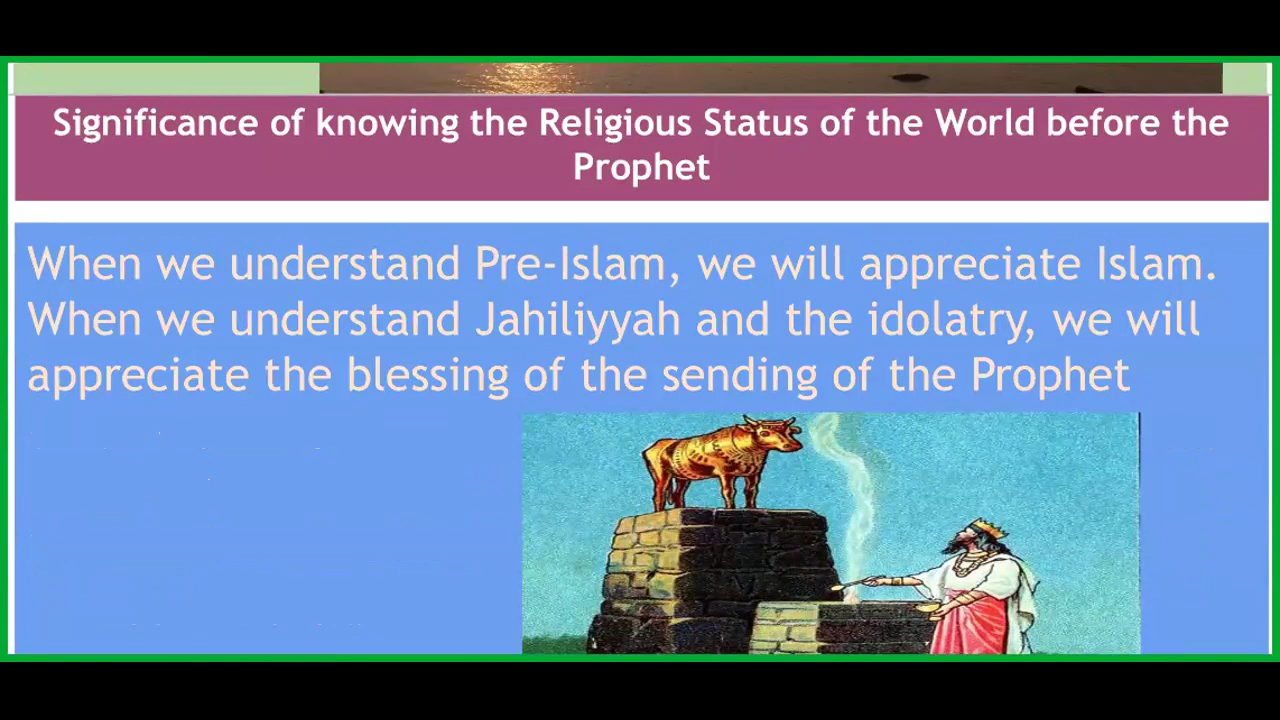 Significance of knowing the Religious Status of the World before the
Prophet
When we understand Pre-Islam, we will appreciate Islam.
When we understand Jahiliyyah and the idolatry, we will
appreciate the blessing of the sending of the Prophet